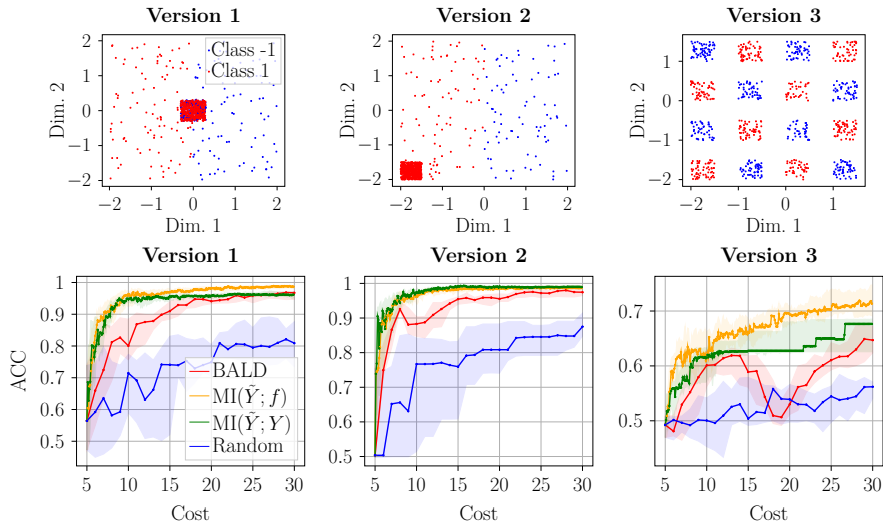 Version 1
Version 2
Version 3
Dim. 2
2
1
0
−1
−2
Class -1
Class 1
−2 −1 0 1 2
Dim. 1
Dim. 2
2
1
0
−1
−2
−2 −1 0 1 2
Dim. 1
Dim. 2
1
0
−1
−2
−2 −1 0 1
Dim. 1
Version 1
Version 2
Version 3
ACC
1
0.9
0.8
0.7
0.6
0.5
BALD
MI(Ỹ; f)
MI(Ỹ; Y)
Random
5 10 15 20 25 30
Cost
1
0.9
0.8
0.7
0.6
0.5
5 10 15 20 25 30
Cost
0.7
0.6
0.5
5 10 15 20 25 30
Cost